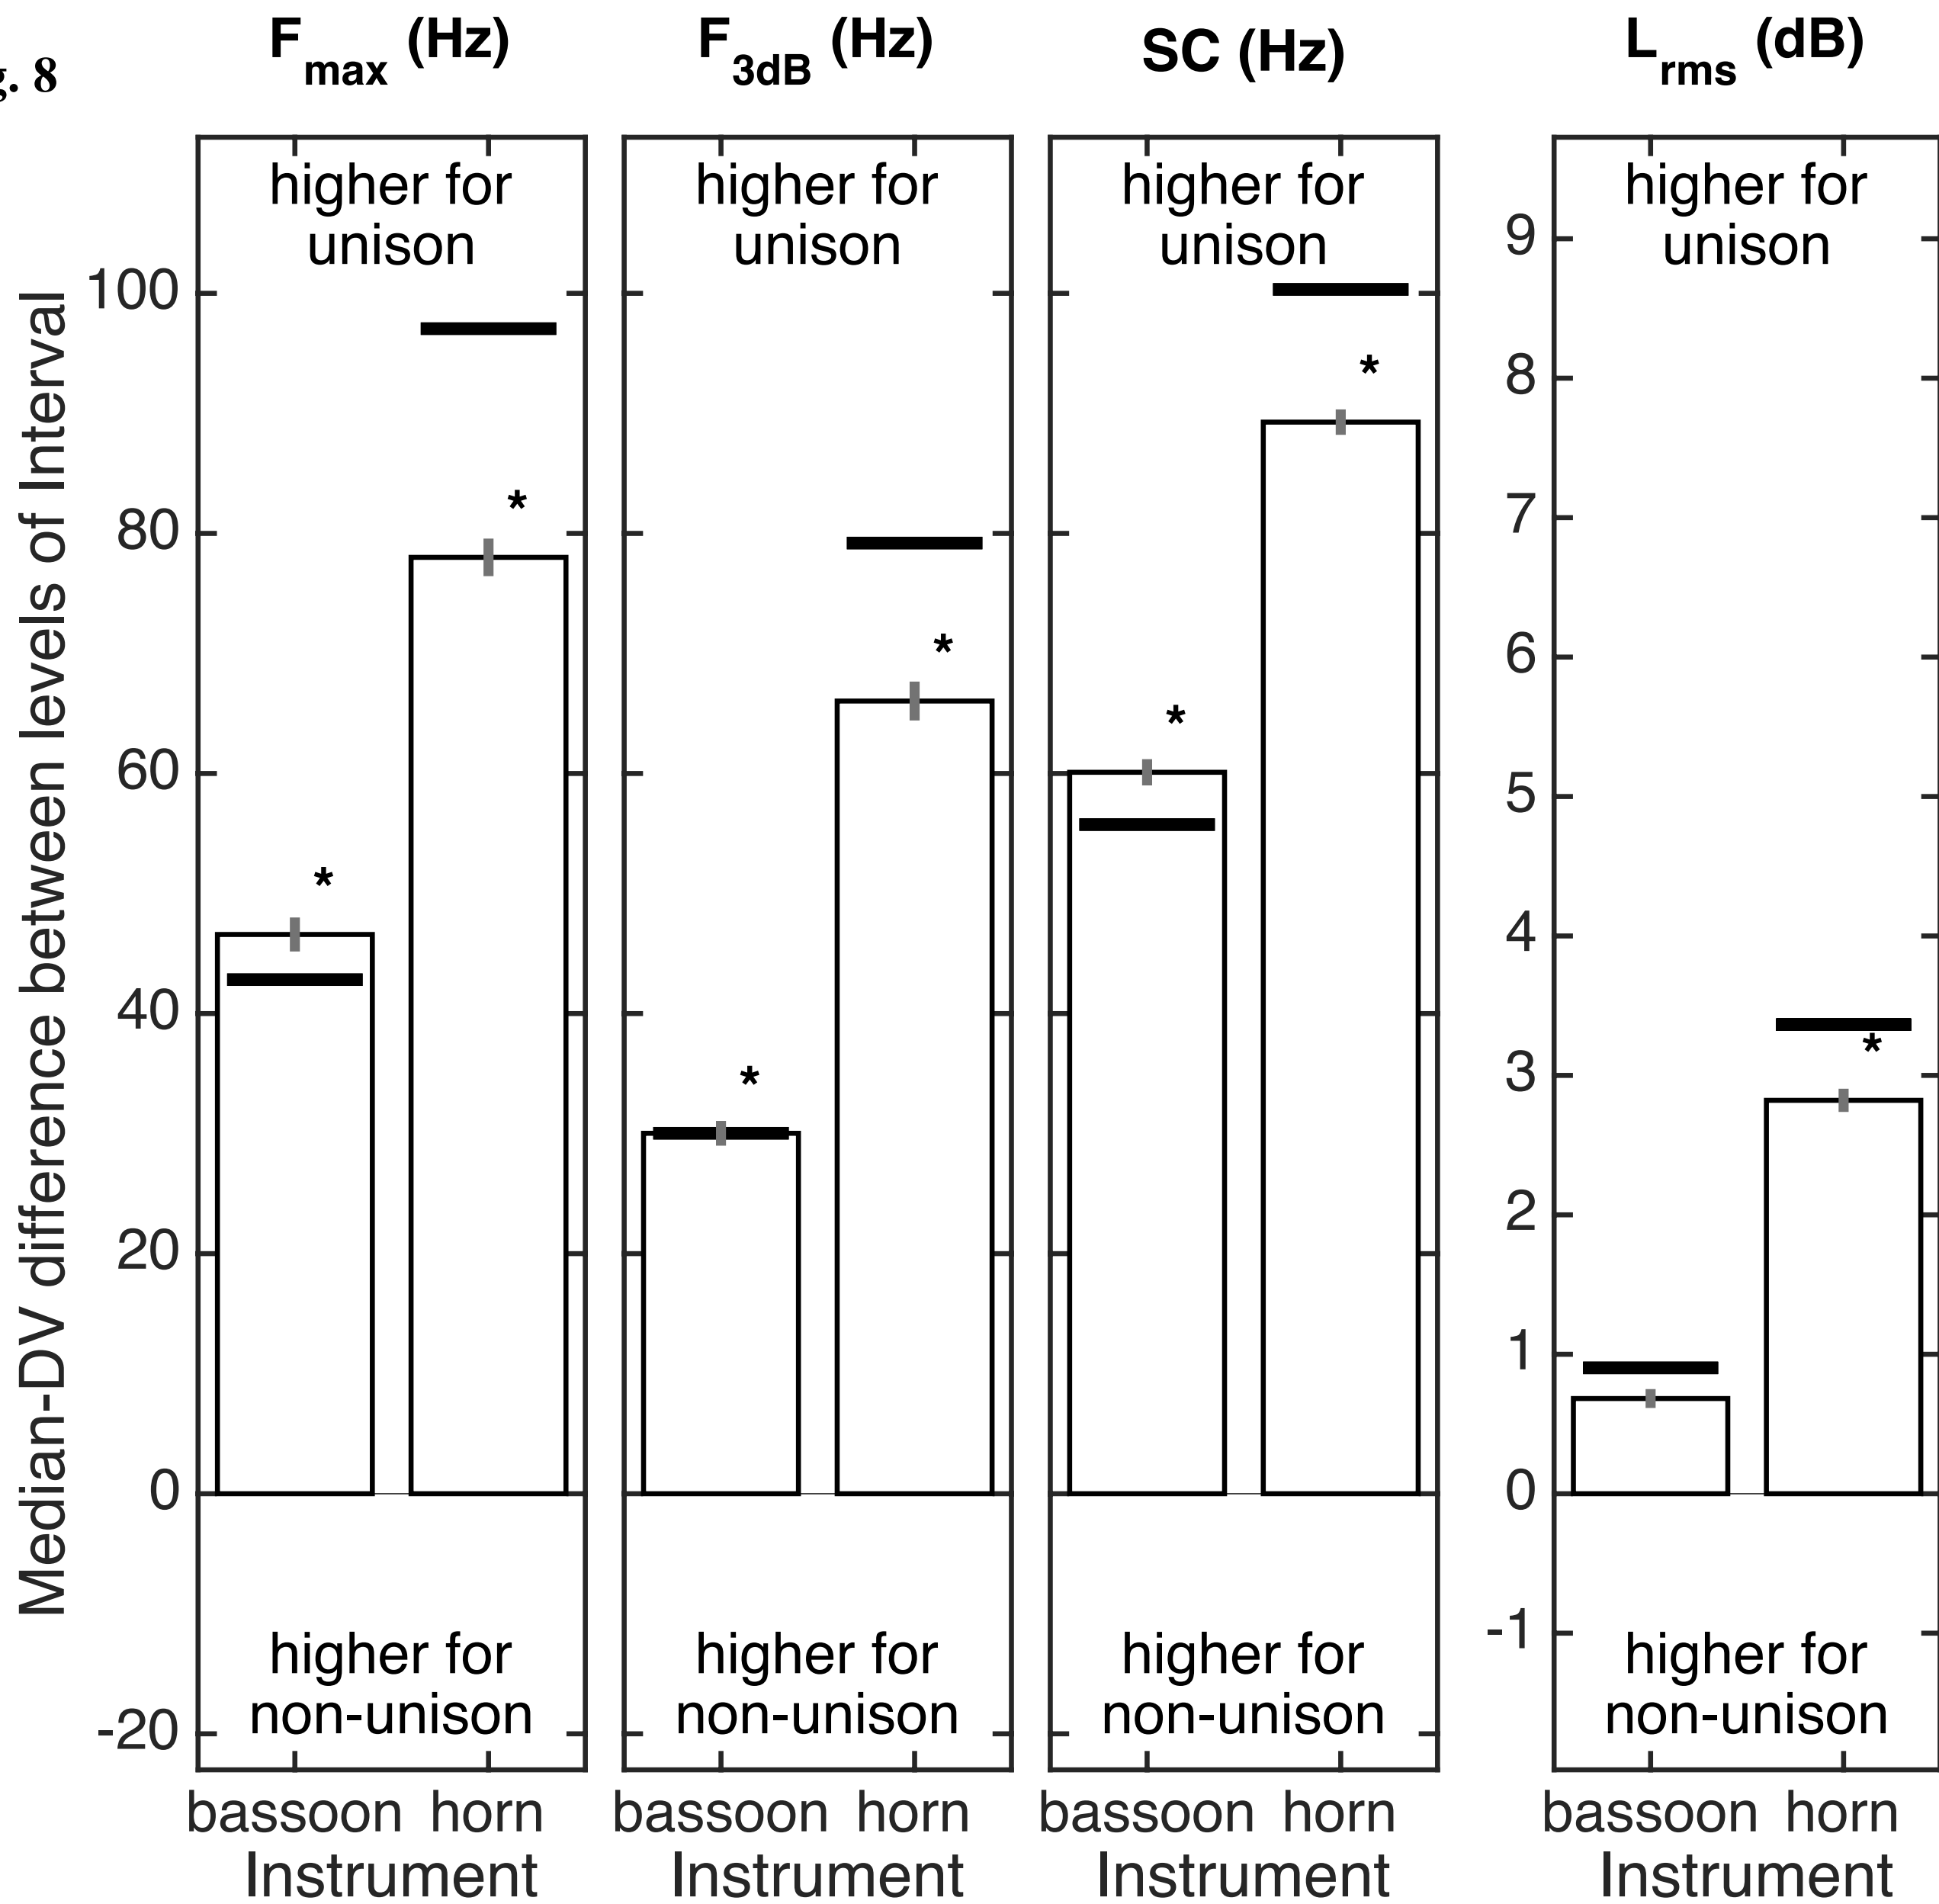 g. 8
Fmax (Hz)
F3dB (Hz)
SC (Hz)
Lrms (dB)
Median-DV difference between levels of Interval
100
80
60
40
20
0
-20
higher for
unison
*
*
higher for
non-unison
bassoon horn
Instrument
higher for
unison
*
*
higher for
non-unison
bassoon horn
Instrument
higher for
unison
*
*
higher for
non-unison
bassoon horn
Instrument
9
8
7
6
5
4
3
2
1
0
-1
higher for
unison
*
higher for
non-unison
bassoon horn
Instrument